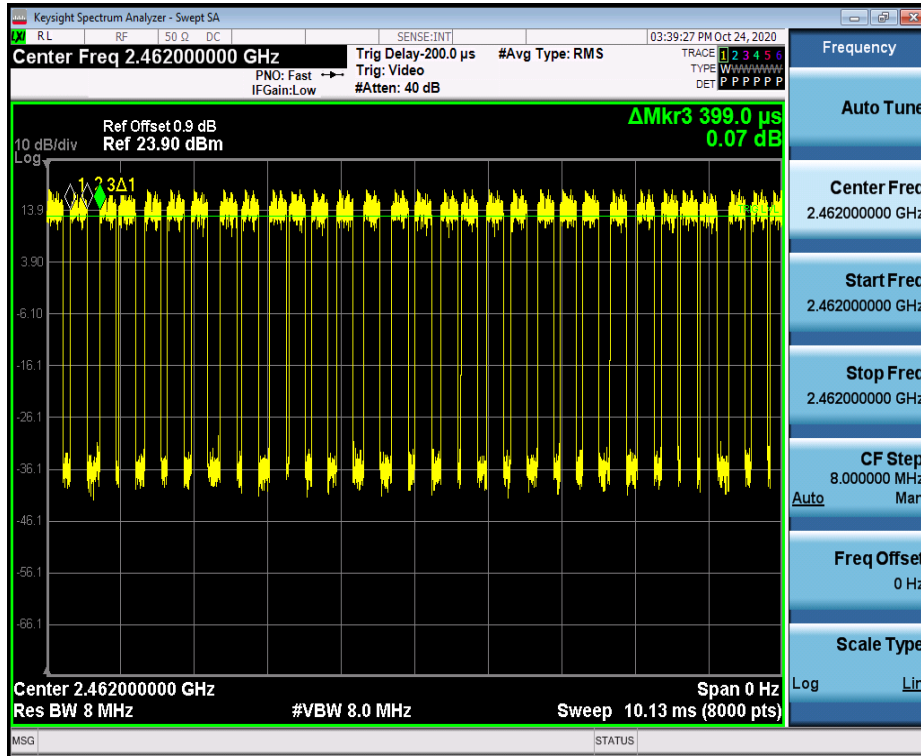 Keysight Spectrum Analyzer - Swept SA
LXI RL RF 50 Ω DC SENSE:INT 03:39:27 PM Oct 24, 2020
Center Freq 2.462000000 GHz
PNO: Fast
IFGain:Low
Trig Delay-200.0 µs
Trig: Video
#Atten: 40 dB
#Avg Type: RMS
TRACE 1 2 3 4 5 6
TYPE WWWWWW
DET P P P P P P
Ref Offset 0.9 dB
10 dB/div Ref 23.90 dBm
Log
ΔMkr3 399.0 µs
0.07 dB
1 2 3Δ1
13.9
3.90
-6.10
-16.1
-26.1
-36.1
-46.1
-56.1
-66.1
Center 2.462000000 GHz Span 0 Hz
Res BW 8 MHz #VBW 8.0 MHz Sweep 10.13 ms (8000 pts)
MSG STATUS
Frequency
Auto Tune
Center Freq
2.462000000 GHz
Start Freq
2.462000000 GHz
Stop Freq
2.462000000 GHz
CF Step
8.000000 MHz
Auto Man
Freq Offset
0 Hz
Scale Type
Log Lin